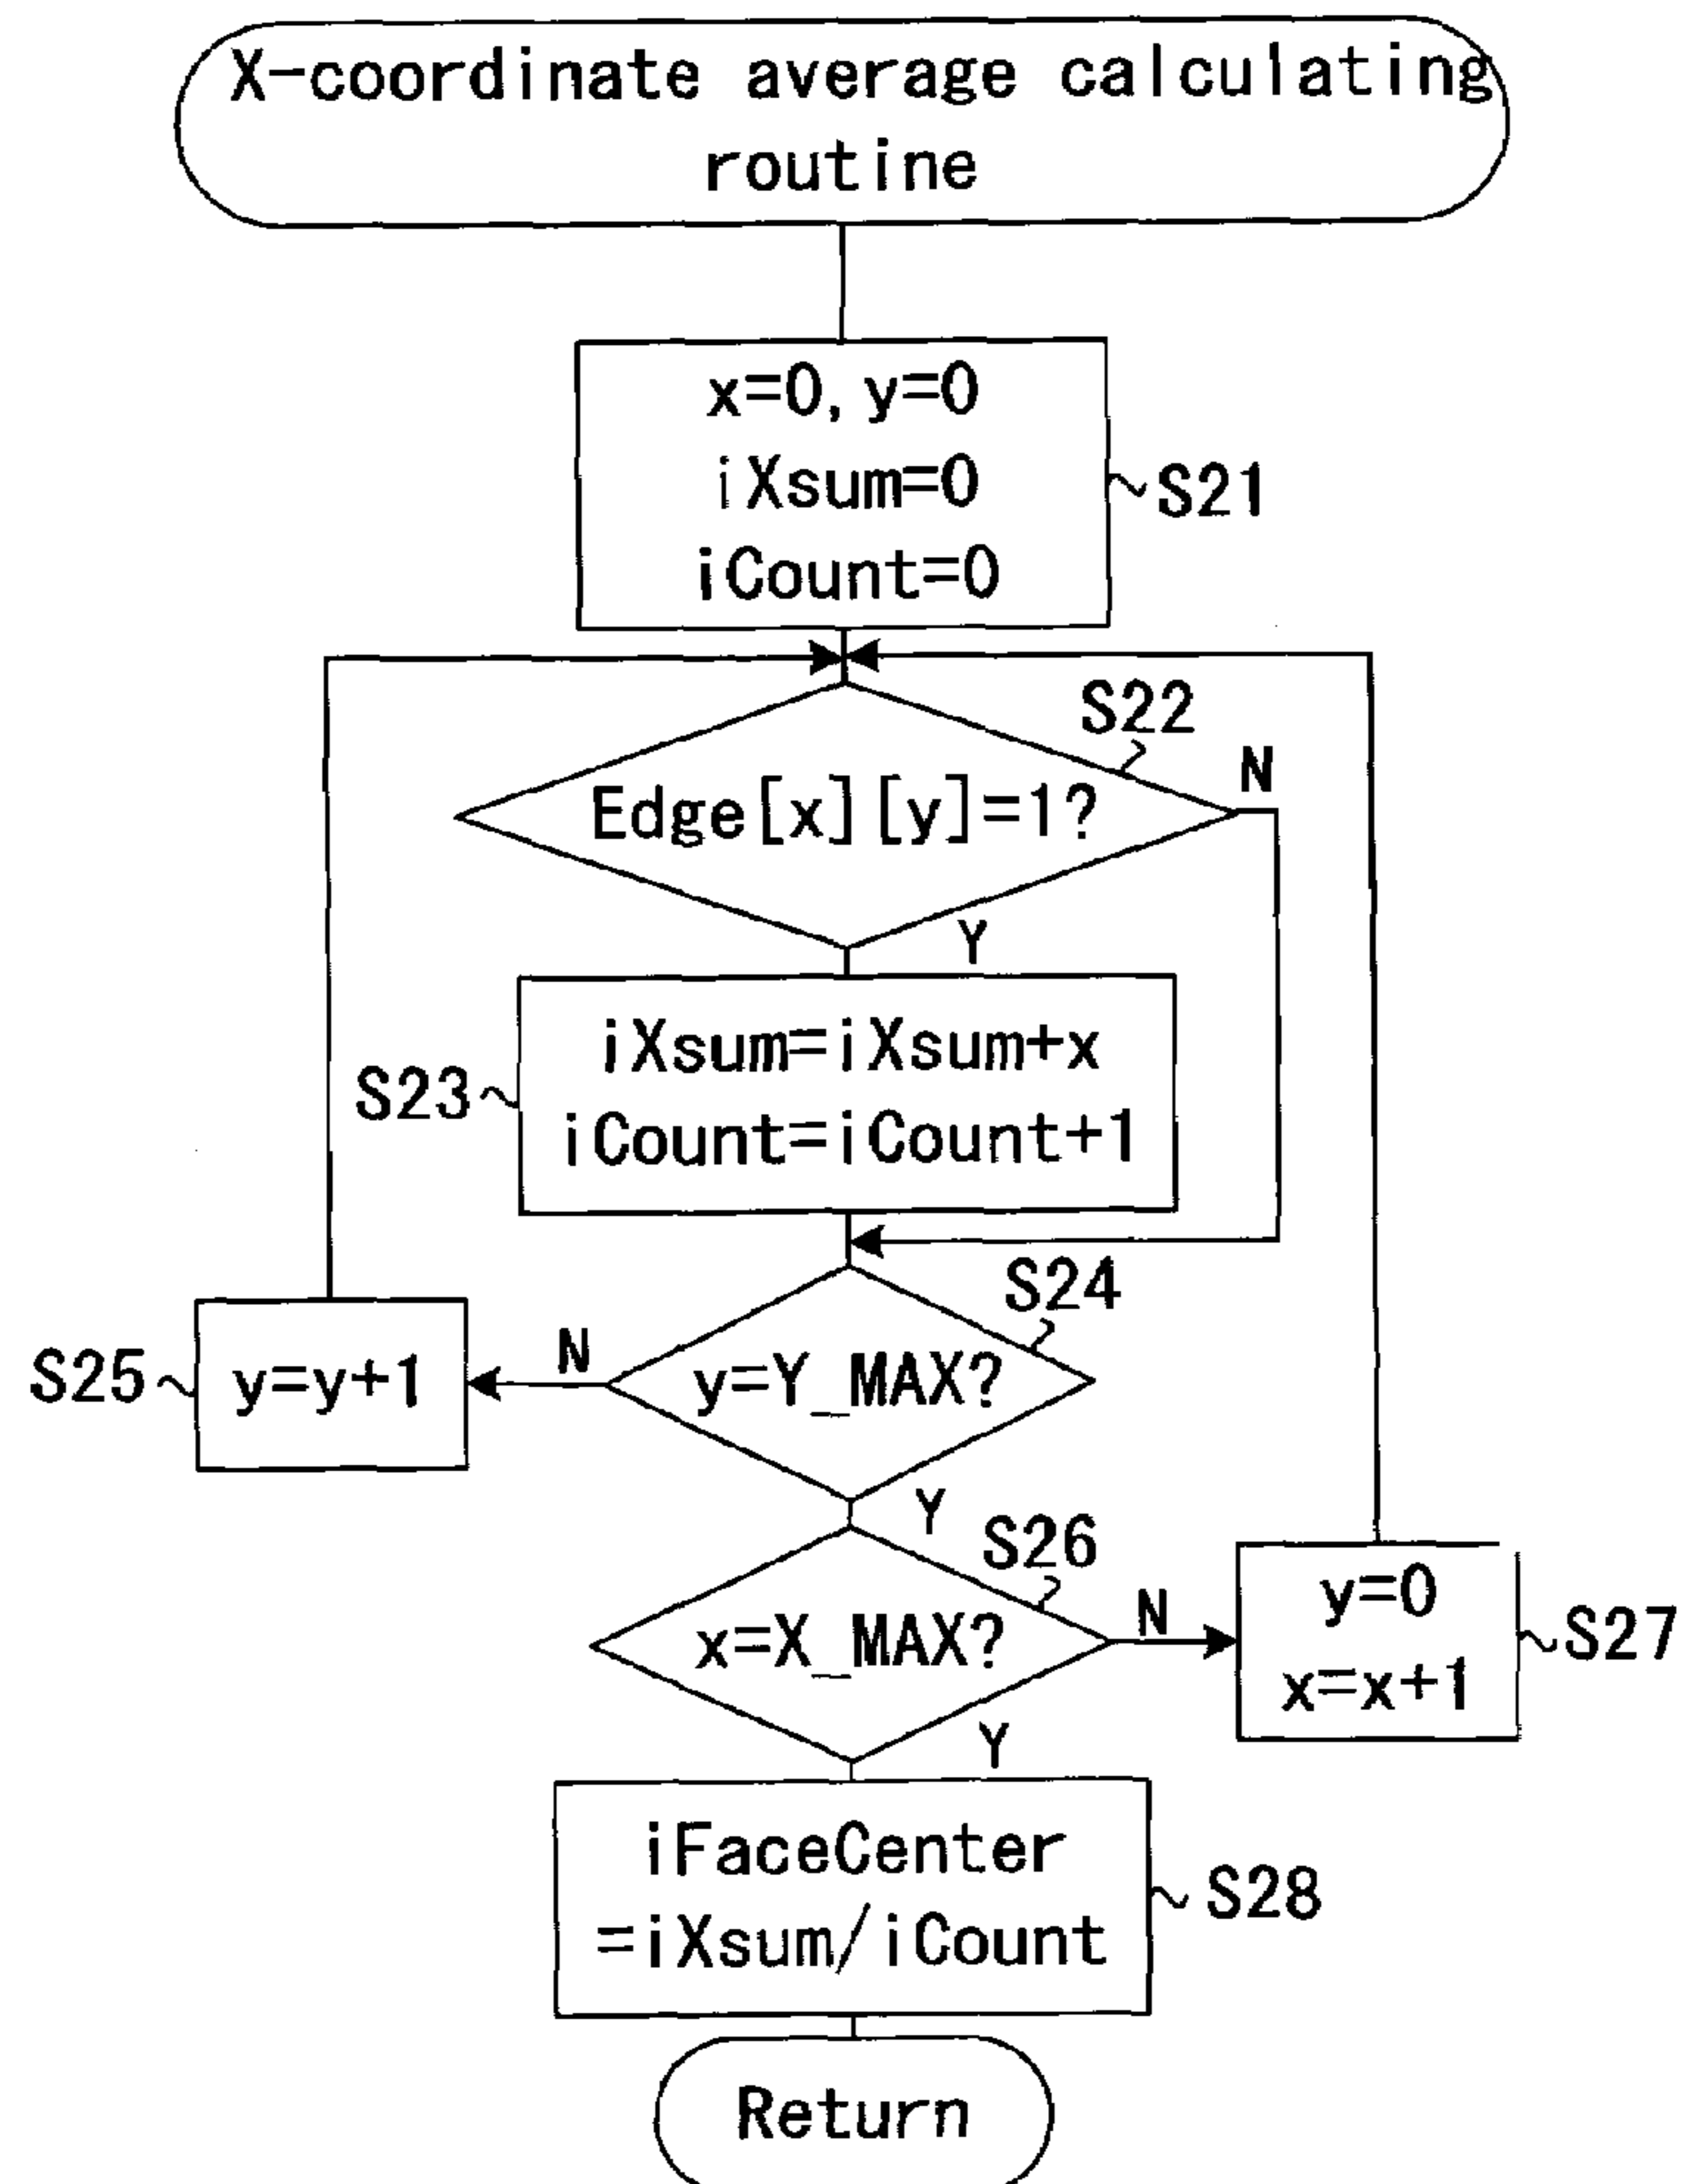 X-coordinate average calculating
routine
x=0, y=0
iXsum=0
iCount=0
S21
S22
Edge[x][y]=1?
N
Y
iXsum=iXsum+x
iCount=iCount+1
S23
S24
y=Y_MAX?
N
y=y+1
S25
Y
S26
x=X_MAX?
N
y=0
x=x+1
S27
Y
iFaceCenter
=iXsum/iCount
S28
Return